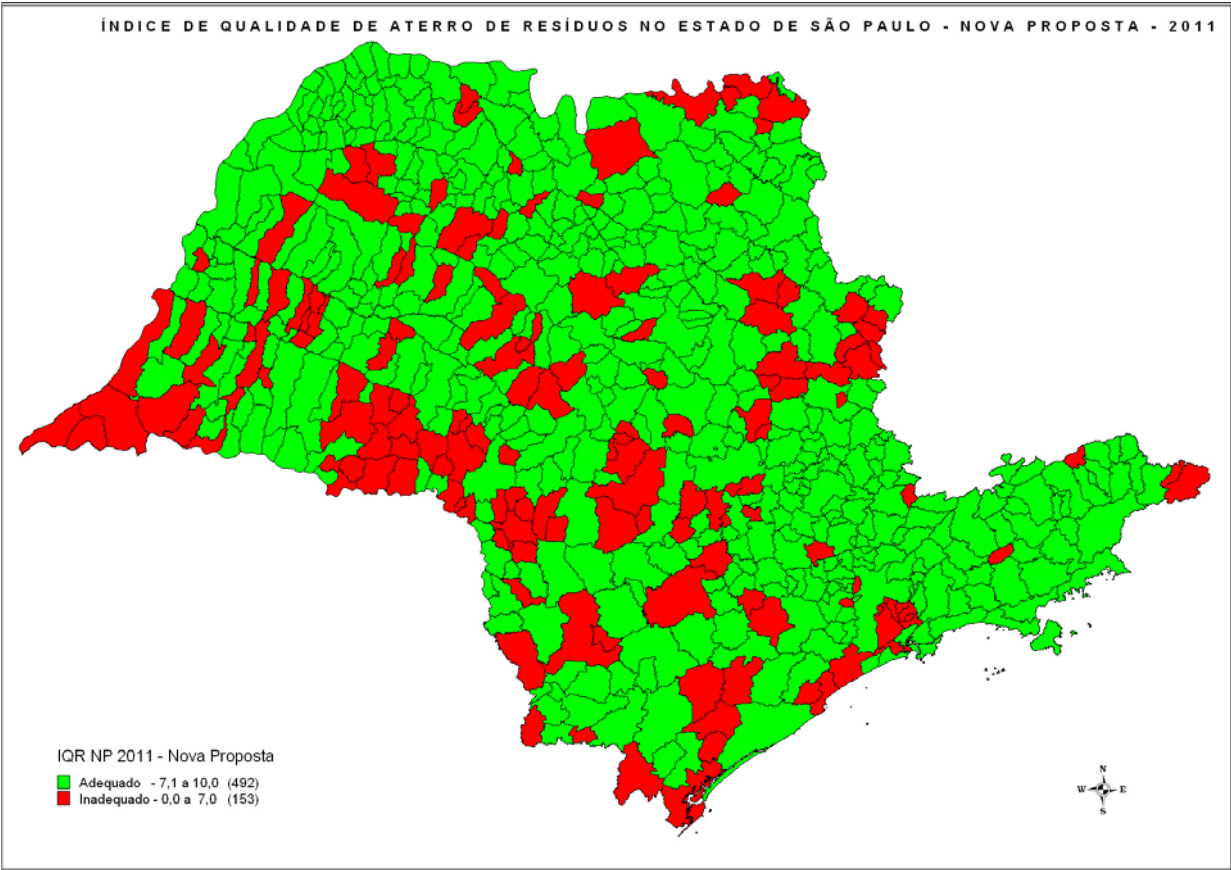 ÍNDICE DE QUALIDADE DE ATERRO DE RESÍDUOS NO ESTADO DE SÃO PAULO - NOVA PROPOSTA - 2011
IQR NP 2011 - Nova Proposta
Adequado - 7,1 a 10,0 (492)
Inadequado - 0,0 a 7,0 (153)
N
W E
S